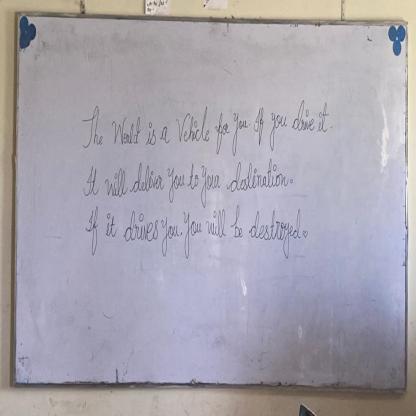 The World is a Vehicle for you. If you drive it.
It will deliver you to your destination.
If it drives you, you will be destroyed.